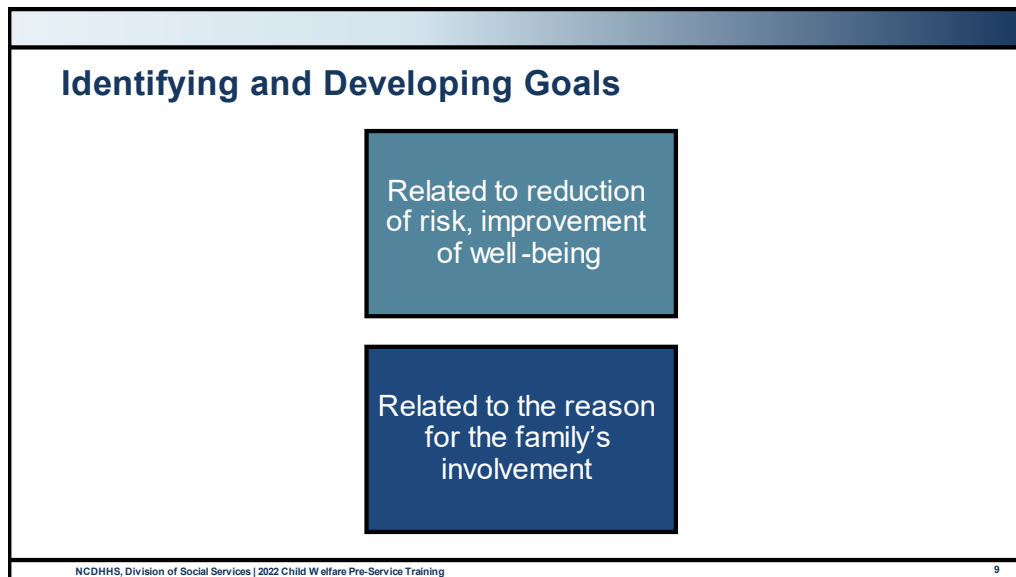 Identifying and Developing Goals
Related to reduction
of risk, improvement
of well-being
Related to the reason
for the family’s
involvement
NCDHHS, Division of Social Services | 2022 Child Welfare Pre-Service Training
9